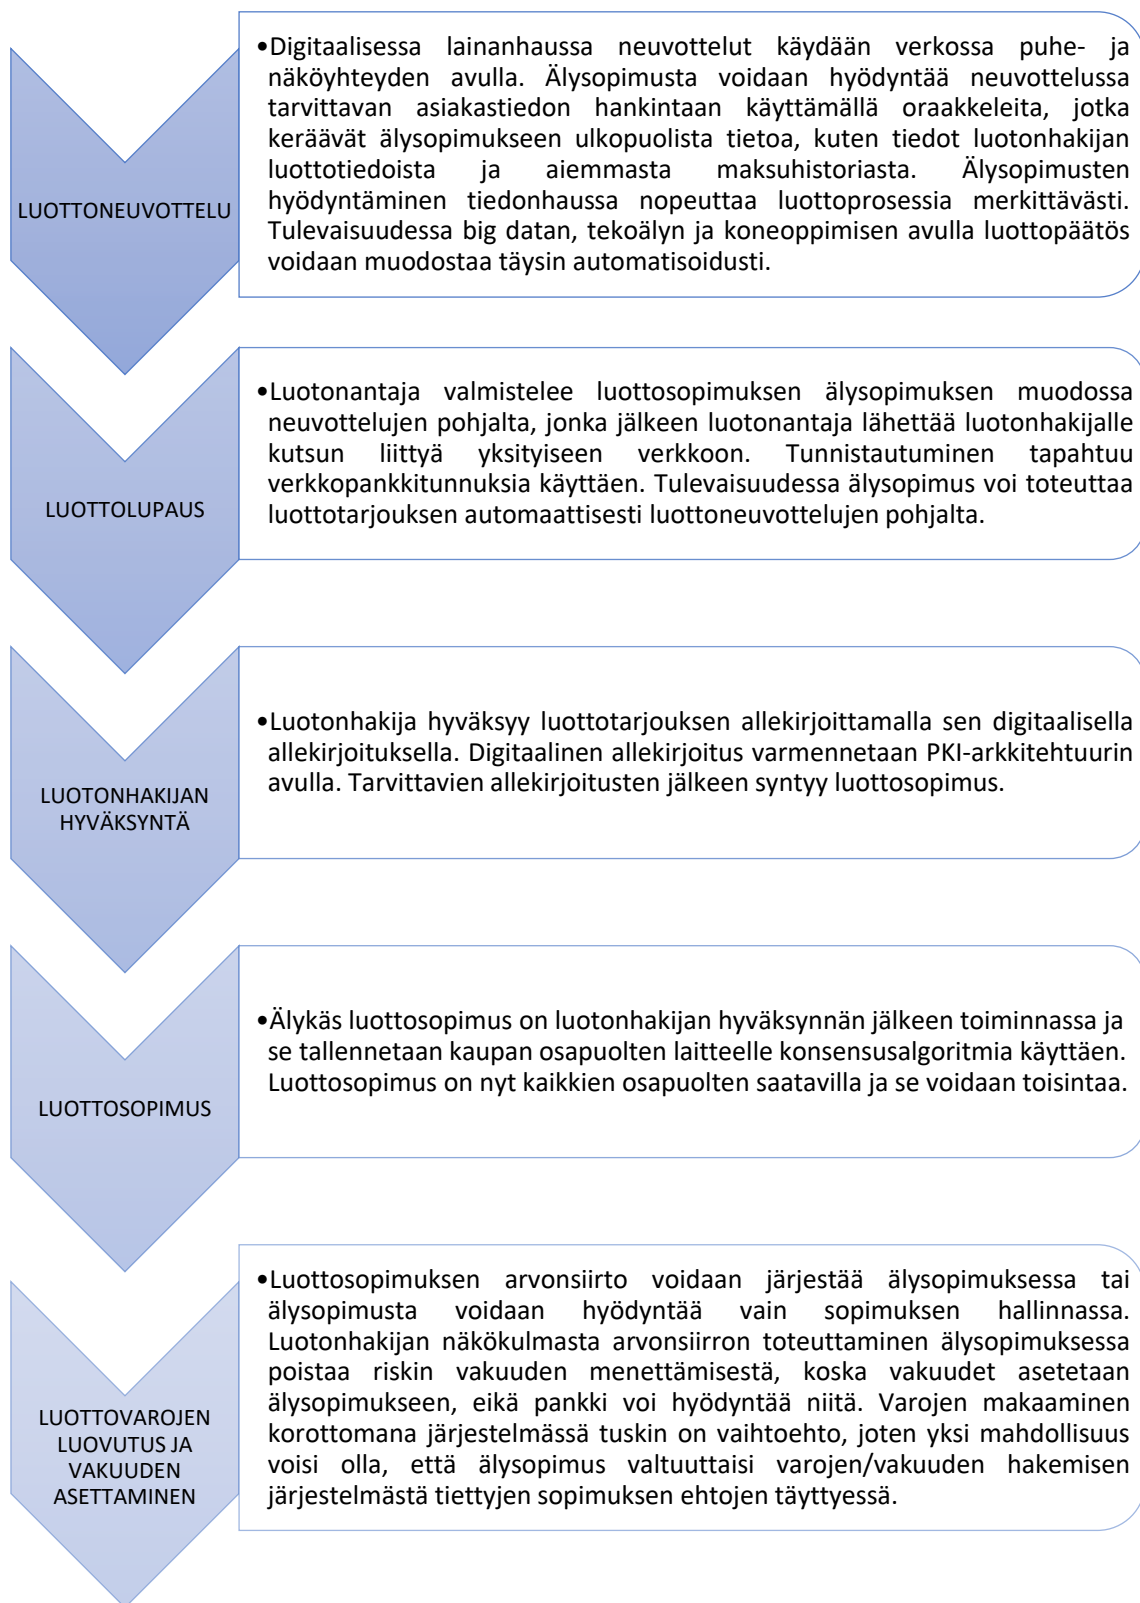 LUOTTONEUVOTTELU
•Digitaalisessa lainanhaussa neuvottelut käydään verkossa puhe- ja
näköyhteyden avulla. Älysopimusta voidaan hyödyntää neuvottelussa
tarvittavan asiakastiedon hankintaan käyttämällä oraakkeleita, jotka
keräävät älysopimukseen ulkopuolista tietoa, kuten tiedot luotonhakijan
luottotiedoista ja aiemmasta maksuhistoriasta. Älysopimusten
hyödyntäminen tiedonhaussa nopeuttaa luottoprosessia merkittävästi.
Tulevaisuudessa big datan, tekoälyn ja koneoppimisen avulla luottopäätös
voidaan muodostaa täysin automatisoidusti.
LUOTTOLUPAUS
•Luotonantaja valmistelee luottosopimuksen älysopimuksen muodossa
neuvottelujen pohjalta, jonka jälkeen luotonantaja lähettää luotonhakijalle
kutsun liittyä yksityiseen verkkoon. Tunnistautuminen tapahtuu
verkkopankkitunnuksia käyttäen. Tulevaisuudessa älysopimus voi toteuttaa
luottotarjouksen automaattisesti luottoneuvottelujen pohjalta.
LUOTONHAKIJAN
HYVÄKSYNTÄ
•Luotonhakija hyväksyy luottotarjouksen allekirjoittamalla sen digitaalisella
allekirjoituksella. Digitaalinen allekirjoitus varmennetaan PKI-arkkitehtuurin
avulla. Tarvittavien allekirjoitusten jälkeen syntyy luottosopimus.
LUOTTOSOPIMUS
•Älykäs luottosopimus on luotonhakijan hyväksynnän jälkeen toiminnassa ja
se tallennetaan kaupan osapuolten laitteelle konsensusalgoritmia käyttäen.
Luottosopimus on nyt kaikkien osapuolten saatavilla ja se voidaan toisintaa.
LUOTTOVAROJEN
LUOVUTUS JA
VAKUUDEN
ASETTAMINEN
•Luottosopimuksen arvonsiirto voidaan järjestää älysopimuksessa tai
älysopimusta voidaan hyödyntää vain sopimuksen hallinnassa.
Luotonhakijan näkökulmasta arvonsiirron toteuttaminen älysopimuksessa
poistaa riskin vakuuden menettämisestä, koska vakuudet asetetaan
älysopimukseen, eikä pankki voi hyödyntää niitä. Varojen makaaminen
korottomana järjestelmässä tuskin on vaihtoehto, joten yksi mahdollisuus
voisi olla, että älysopimus valtuuttaisi varojen/vakuuden hakemisen
järjestelmästä tiettyjen sopimuksen ehtojen täyttyessä.